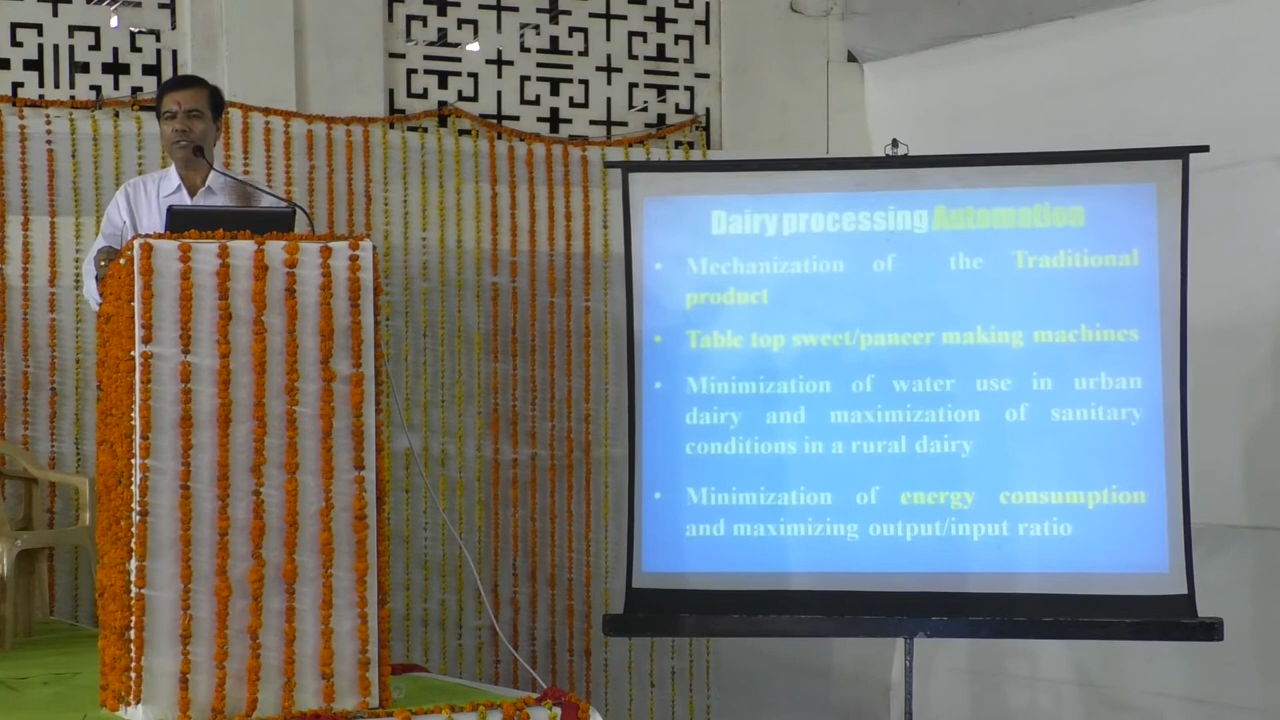 Dairy processing Automation
• Mechanization of the Traditional
product
• Table top sweet/paneer making machines
• Minimization of water use in urban
dairy and maximization of sanitary
conditions in a rural dairy
• Minimization of energy consumption
and maximizing output/input ratio